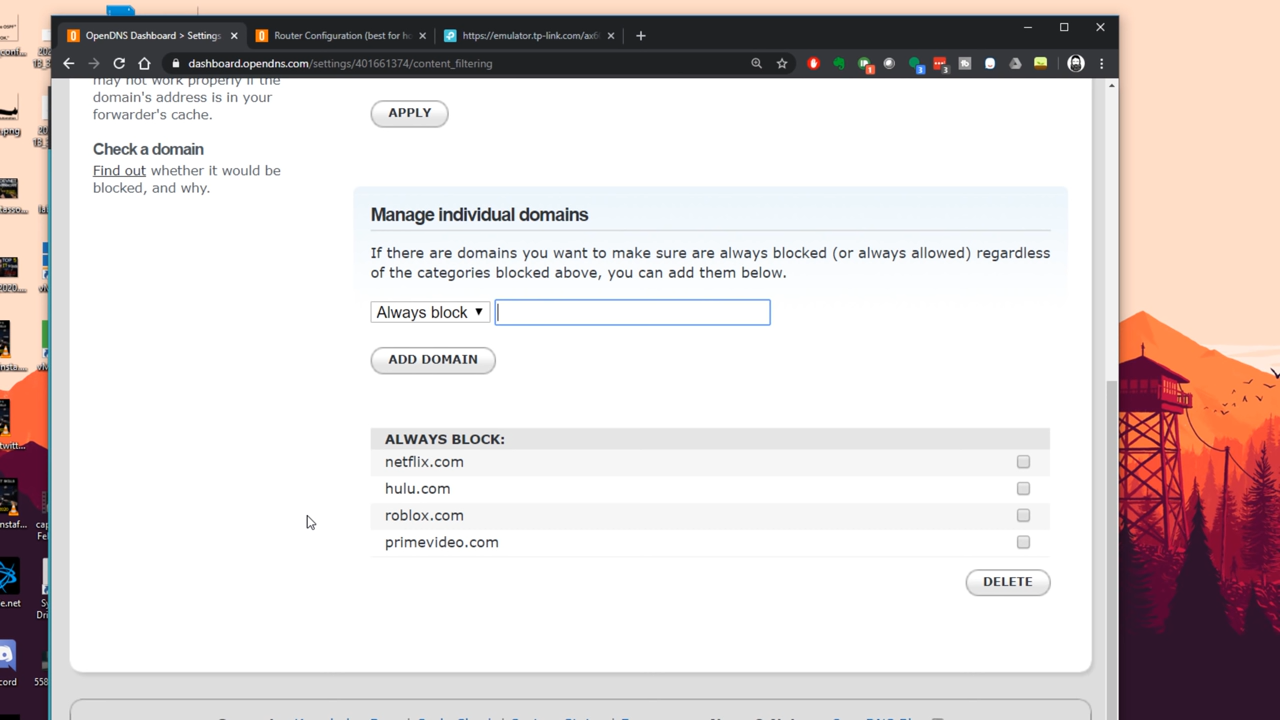 OpenDNS Dashboard > Settings
Router Configuration (best for h
https://emulator.tp-link.com/ax6
dashboard.opendns.com/settings/401661374/content_filtering
may not work properly if the
domain's address is in your
forwarder's cache.
Check a domain
Find out whether it would be
blocked, and why.
APPLY
Manage individual domains
If there are domains you want to make sure are always blocked (or always allowed) regardless
of the categories blocked above, you can add them below.
Always block
ADD DOMAIN
ALWAYS BLOCK:
netflix.com
hulu.com
roblox.com
primevideo.com
DELETE